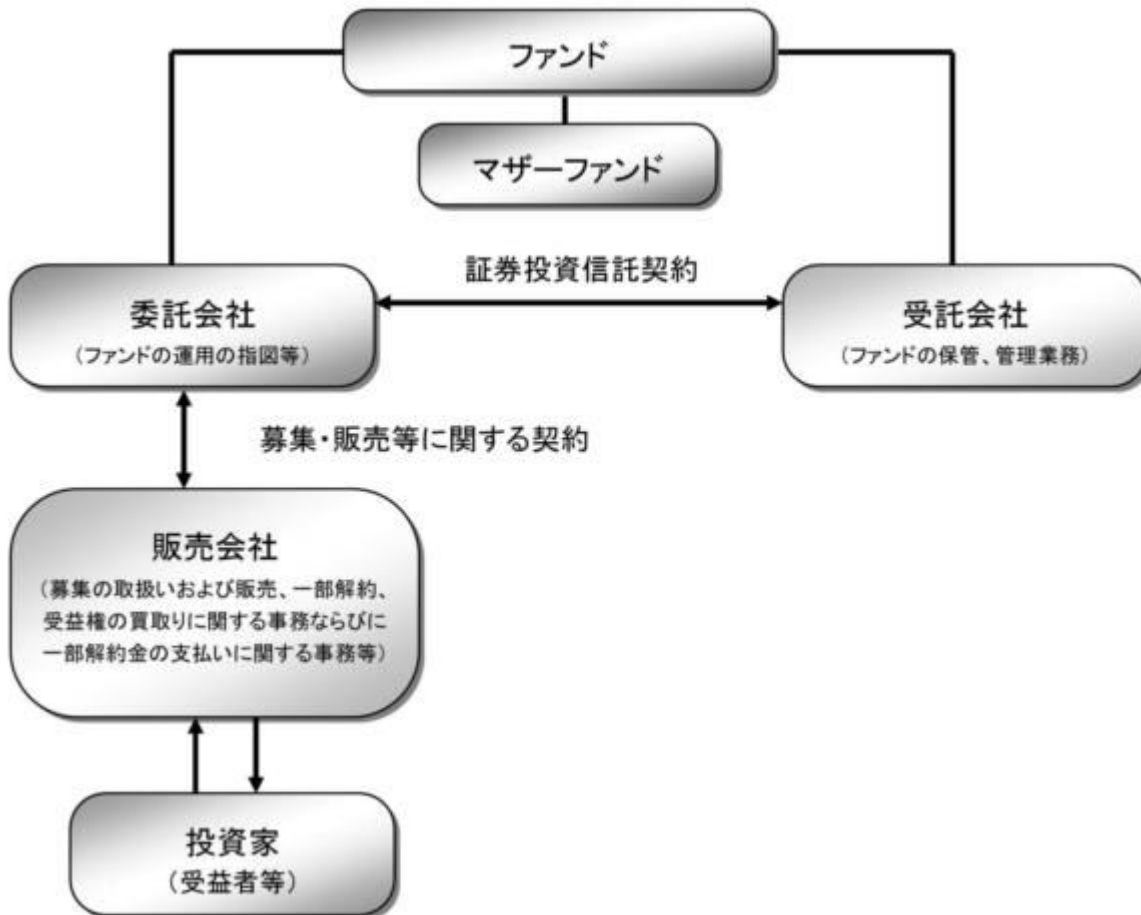 ファンド
マザーファンド
証券投資信託契約
委託会社
（ファンドの運用の指図等）
受託会社
（ファンドの保管、管理業務）
募集・販売等に関する契約
販売会社
（募集の取扱いおよび販売、一部解約、
受益権の買取りに関する事務ならびに
一部解約金の支払いに関する事務等）
投資家
（受益者等）